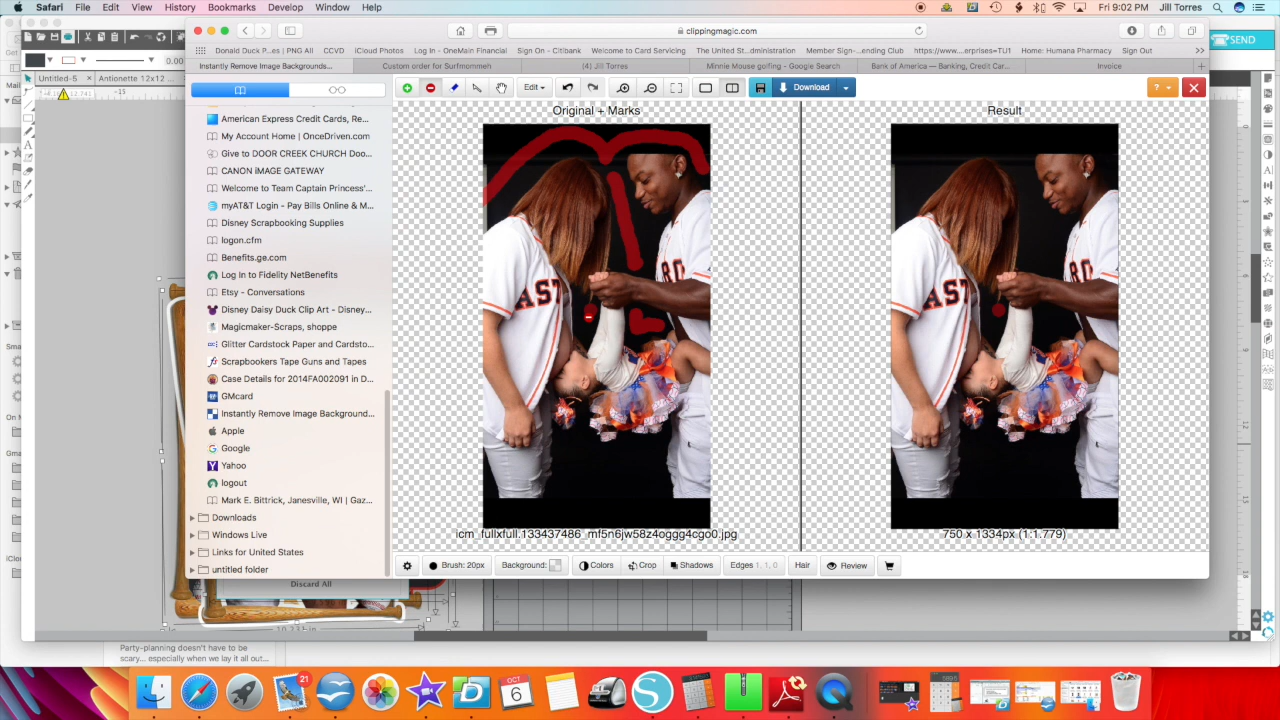 Safari File Edit View History Bookmarks Develop Window Help
Fri 9:02 PM Jill Torres
clippingmagic.com
Donald Duck P...es | PNG All CCVD iCloud Photos Log In - OneMain Financial Sign On - Citibank Welcome to Card Servicing The United St...dministration Member Sign-...ending Club https://www....erprises=TU1 Home: Humana Pharmacy Sign Out
Instantly Remove Image Backgrounds... Custom order for Surfmommeh (4) Jill Torres Minnie Mouse golfing - Google Search Bank of America — Banking, Credit Car... Invoice
SEND
0.00
Untitled-5 Antionette 12x12
Edit Download ?
Original + Marks
Result
American Express Credit Cards, Re...
My Account Home | OnceDriven.com
Give to DOOR CREEK CHURCH Doo...
CANON iMAGE GATEWAY
Welcome to Team Captain Princess'...
myAT&T Login - Pay Bills Online & M...
Disney Scrapbooking Supplies
logon.cfm
Benefits.ge.com
Log In to Fidelity NetBenefits
Etsy - Conversations
Disney Daisy Duck Clip Art - Disney...
Magicmaker-Scraps, shoppe
Glitter Cardstock Paper and Cardsto...
Scrapbookers Tape Guns and Tapes
Case Details for 2014FA002091 in D...
GMcard
Instantly Remove Image Background...
Apple
Google
Yahoo
logout
Mark E. Bittrick, Janesville, WI | Gaz...
Downloads
Windows Live
Links for United States
untitled folder
icm_fullxfull.133437486_mf5n6jw58z4oggg4cgo0.jpg
750 x 1334px (1:1.779)
Brush: 20px Background: Colors Crop Shadows Edges 1, 1, 0 Hair Review
Discard All
Party-planning doesn't have to be
scary... especially when we lay it all out...
21
OCT
6